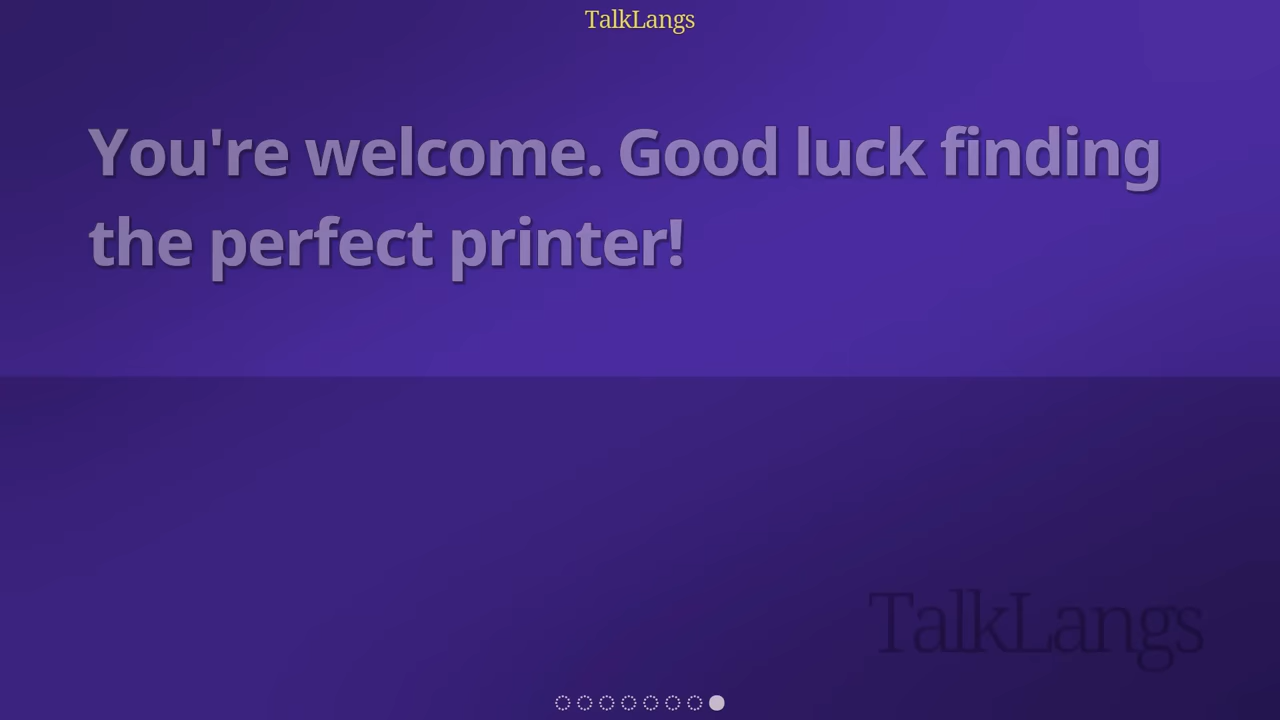 TalkLangs
You're welcome. Good luck finding
the perfect printer!
TalkLangs